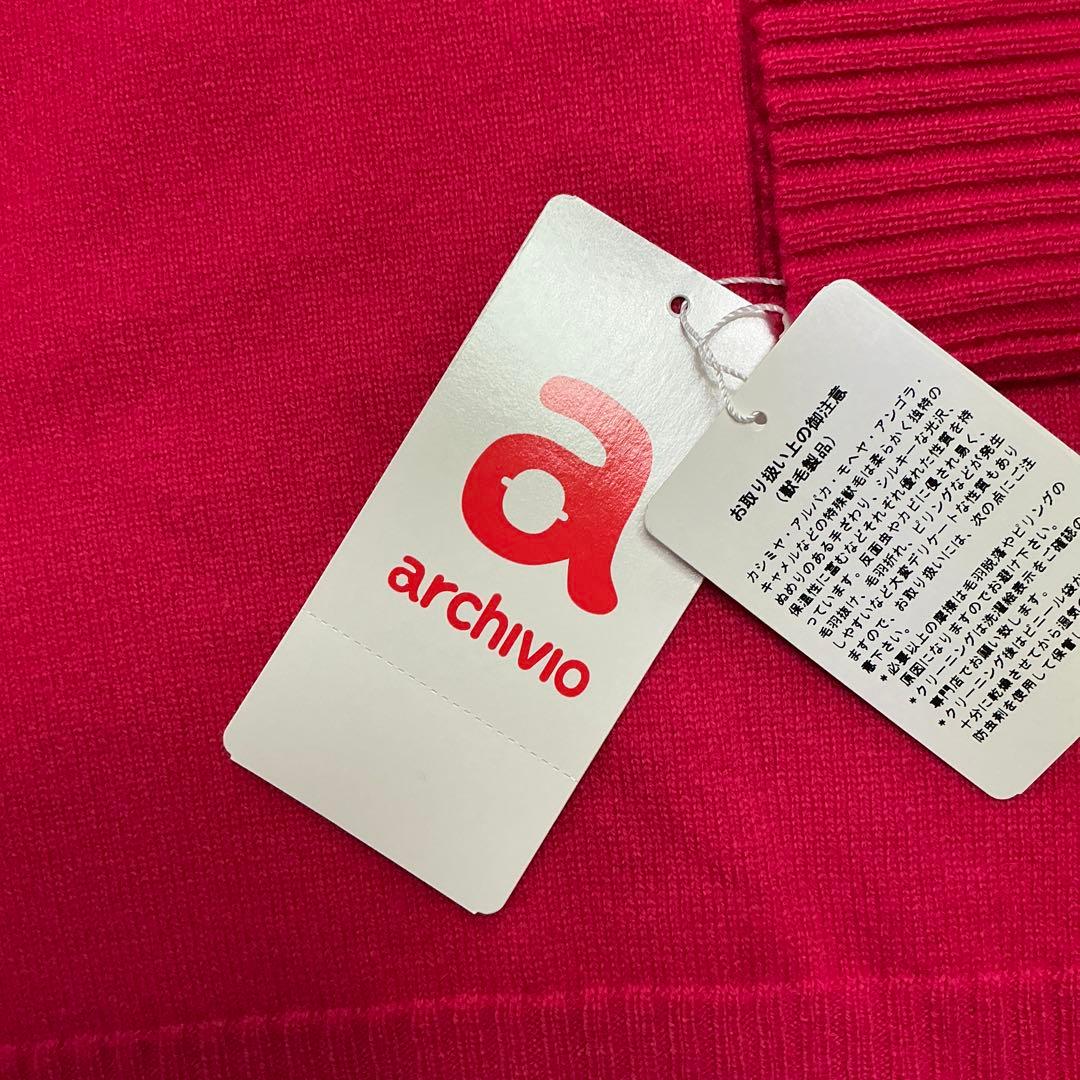 a
archivio
お取り扱い上の御注意
(獣毛製品)
カシミヤ・アルパカ・モヘヤ・アンゴラ・
キャメルなどの特殊獣毛は柔らかく独特の
ぬめりのある手ざわり、シルキーな光沢、
保温性に富むなどそれぞれ優れた性質を持
っています。反面虫やカビに侵され易く、
毛羽抜け、毛羽折れ、ピリングなどが発生
しやすいなど大変デリケートな性質もあり
ますので、お取り扱いには、次の点にご注
意下さい。
*必要以上の摩擦は毛羽脱落やピリングの
原因になりますのでお避け下さい。
*クリーニングは洗濯絵表示をご確認の
専門店でお願い致します。
*クリーニング後はビニール袋か
十分に乾燥させてから湿気
防虫剤を使用して保管し